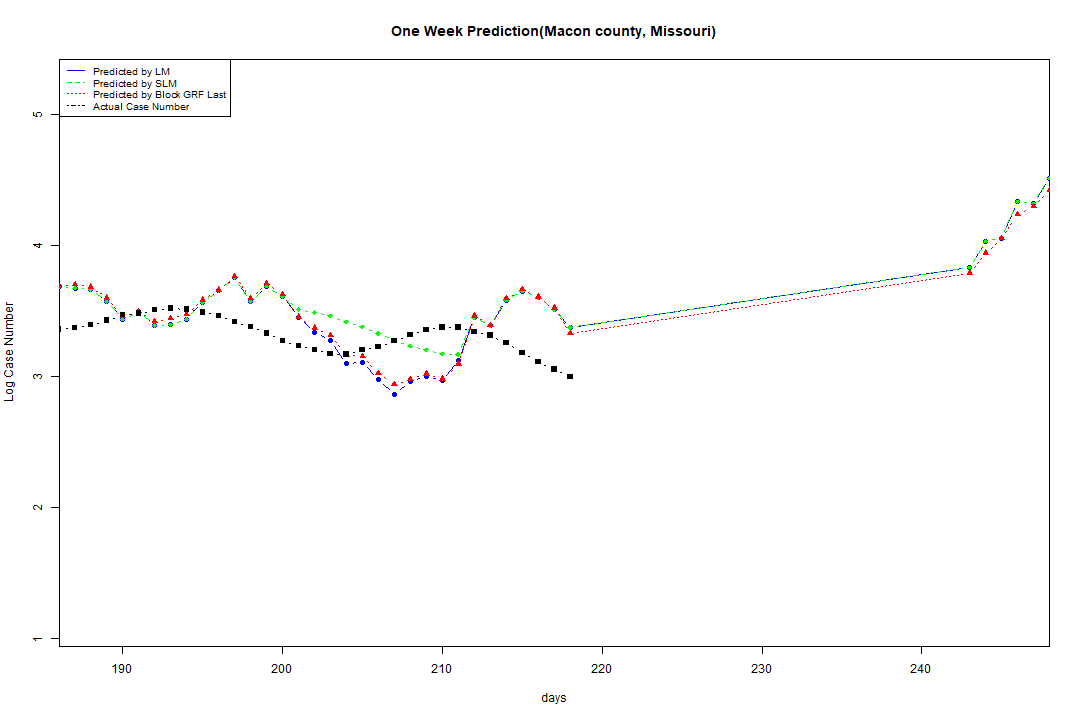 One Week Prediction(Macon county, Missouri)
Predicted by LM
Predicted by SLM
Predicted by Block GRF Last
Actual Case Number
5
4
3
2
1
Log Case Number
190 200 210 220 230 240
days